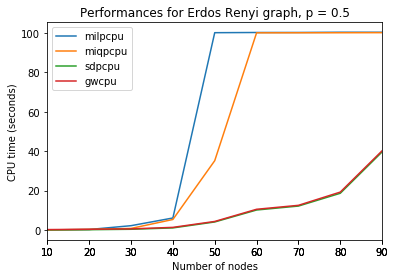 Performances for Erdos Renyi graph, p = 0.5
milpcpu
miqpcpu
sdpcpu
gwcpu
CPU time (seconds)
100
80
60
40
20
0
10 20 30 40 50 60 70 80 90
Number of nodes